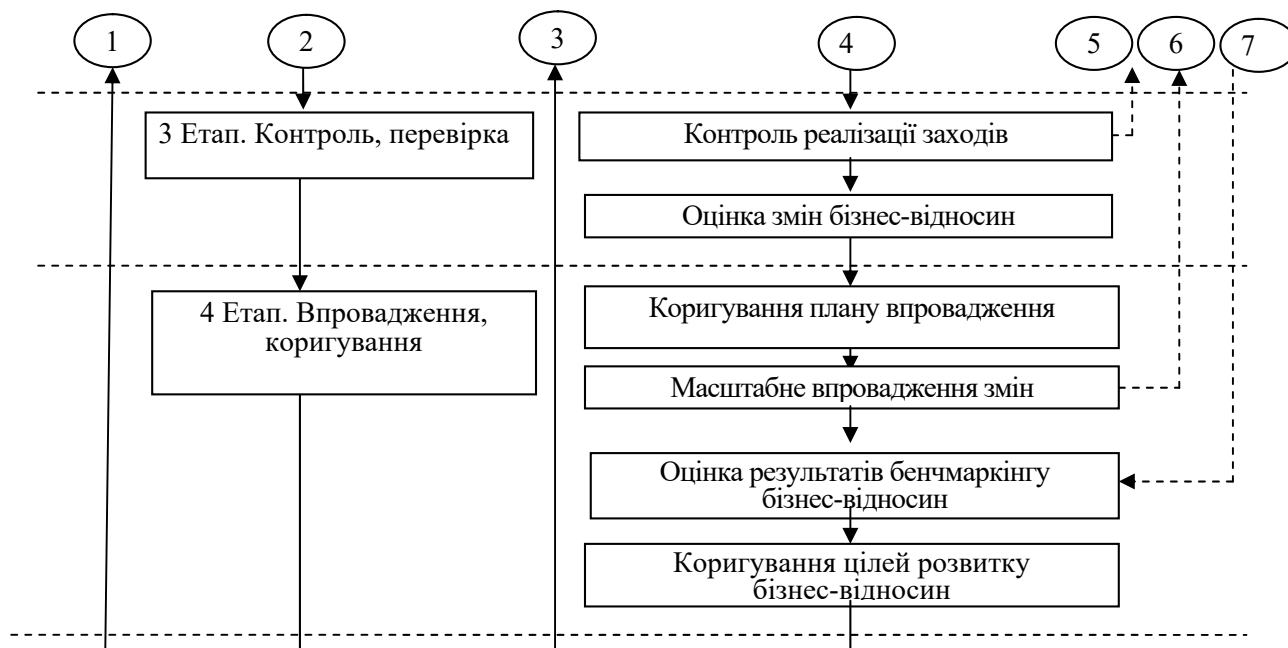 1 2 3 4 5 6 7
3 Етап. Контроль, перевірка
Контроль реалізації заходів
Оцінка змін бізнес-відносин
4 Етап. Впровадження,
коригування
Коригування плану впровадження
Масштабне впровадження змін
Оцінка результатів бенчмаркінгу
бізнес-відносин
Коригування цілей розвитку
бізнес-відносин